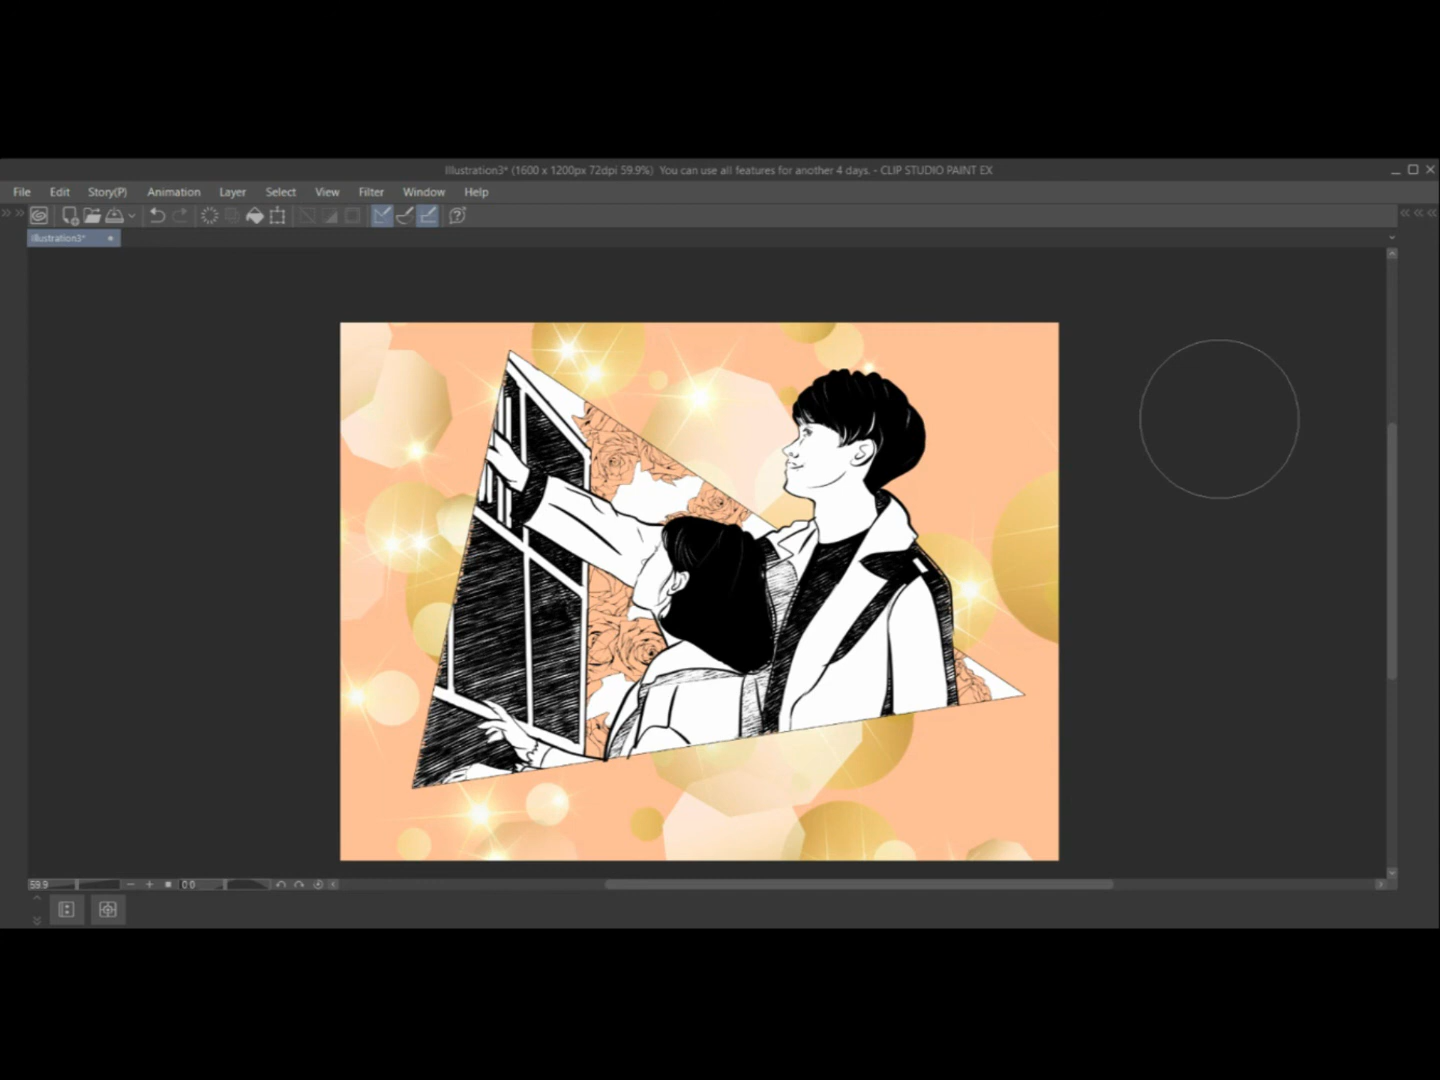 Illustration3* (1600 x 1200px 72dpi 59.9%)  You can use all features for another 4 days. - CLIP STUDIO PAINT EX
File Edit Story(P) Animation Layer Select View Filter Window Help
Illustration3*
59.9
0.0